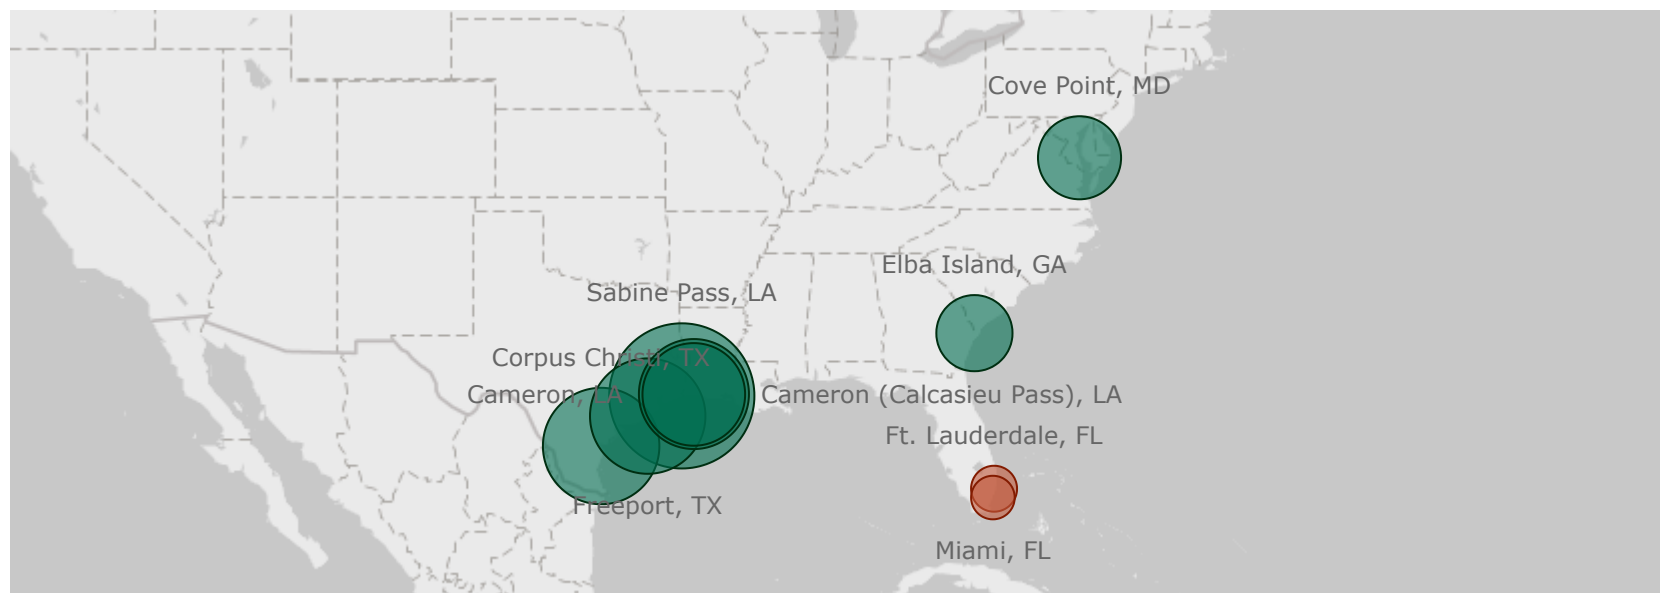 Cove Point, MD
Elba Island, GA
Sabine Pass, LA
Corpus Christi, TX
Cameron, LA
Cameron (Calcasieu Pass), LA
Ft. Lauderdale, FL
Freeport, TX
Miami, FL